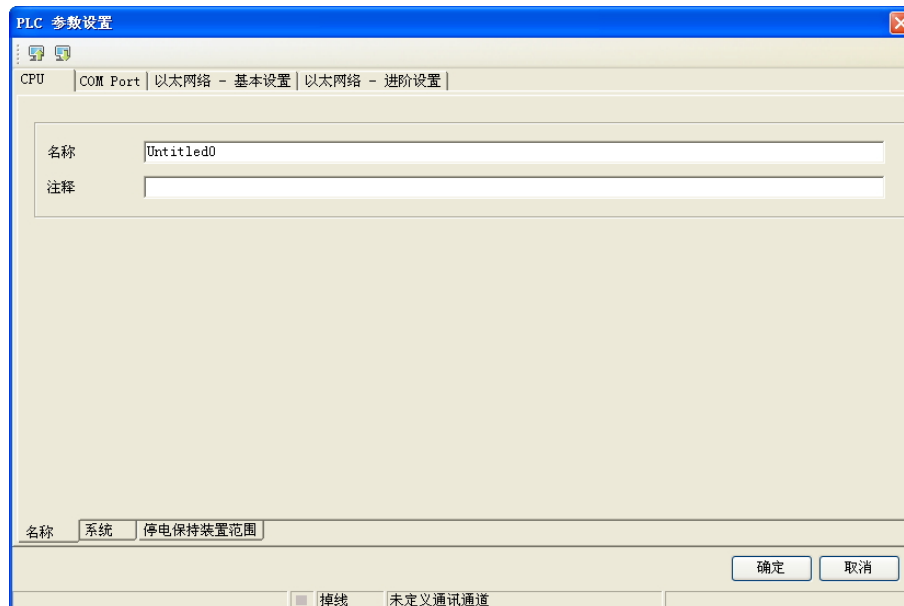 PLC 参数设置
CPU COM Port 以太网络 - 基本设置 以太网络 - 进阶设置
名称 Untitled0
注释
名称 系统 停电保持装置范围
确定 取消
掉线 未定义通讯通道